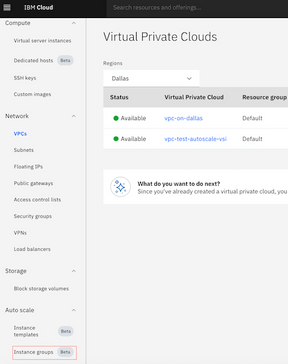 IBM Cloud
Search resources and offerings...
Compute
Virtual server instances
Dedicated hosts Beta
SSH keys
Custom images
Network
VPCs
Subnets
Floating IPs
Public gateways
Access control lists
Security groups
VPNs
Load balancers
Storage
Block storage volumes
Auto scale
Instance
templates Beta
Instance groups Beta
Virtual Private Clouds
Regions
Dallas
Status Virtual Private Cloud Resource group
Available vpc-on-dallas Default
Available vpc-test-autoscale-vsi Default
What do you want to do next?
Since you've already created a virtual private cloud, you